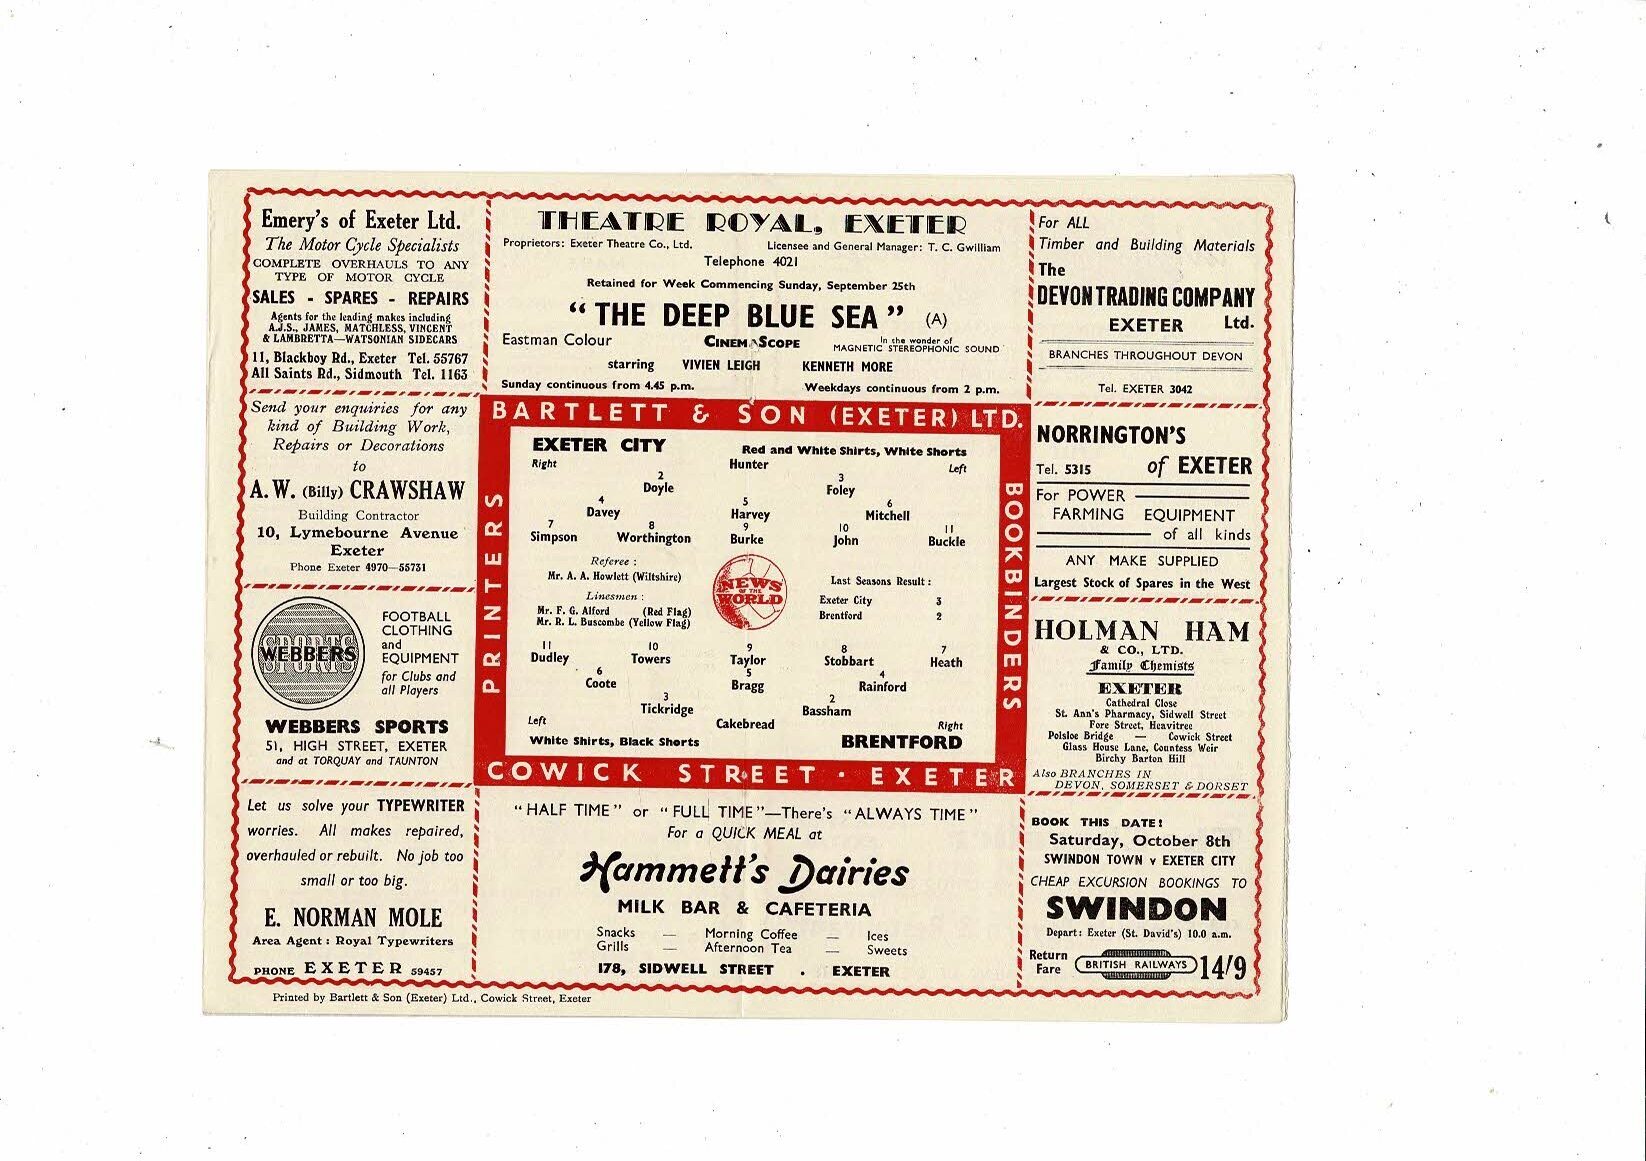 Emery's of Exeter Ltd.
The Motor Cycle Specialists
COMPLETE OVERHAULS TO ANY
TYPE OF MOTOR CYCLE
SALES - SPARES - REPAIRS
Agents for the leading makes including
A.J.S., JAMES, MATCHLESS, VINCENT
& LAMBRETTA—WATSONIAN SIDECARS
11, Blackboy Rd., Exeter Tel. 55767
All Saints Rd., Sidmouth Tel. 1163
Send your enquiries for any
kind of Building Work,
Repairs or Decorations
to
A.W. (Billy) CRAWSHAW
Building Contractor
10, Lymebourne Avenue
Exeter
Phone Exeter 4970—55731
WEBBERS
SPORTS
FOOTBALL
CLOTHING
and
EQUIPMENT
for Clubs and
all Players
WEBBERS SPORTS
51, HIGH STREET, EXETER
and at TORQUAY and TAUNTON
Let us solve your TYPEWRITER
worries. All makes repaired,
overhauled or rebuilt. No job too
small or too big.
E. NORMAN MOLE
Area Agent : Royal Typewriters
PHONE EXETER 59457
THEATRE ROYAL, EXETER
Proprietors: Exeter Theatre Co., Ltd. Licensee and General Manager: T. C. Gwilliam
Telephone 4021
Retained for Week Commencing Sunday, September 25th
"THE DEEP BLUE SEA" (A)
Eastman Colour CINEMASCOPE In the wonder of
MAGNETIC STEREOPHONIC SOUND
starring VIVIEN LEIGH KENNETH MORE
Sunday continuous from 4.45 p.m. Weekdays continuous from 2 p.m.
BARTLETT & SON (EXETER) LTD.
PRINTERS
BOOKBINDERS
EXETER CITY Red and White Shirts, White Shorts
Right Hunter Left
2 3
Doyle Foley
4 5 6
Davey Harvey Mitchell
7 8 9 10 11
Simpson Worthington Burke John Buckle
Referee :
Mr. A. A. Howlett (Wiltshire)
Linesmen :
Mr. F. G. Alford (Red Flag)
Mr. R. L. Buscombe (Yellow Flag)
NEWS
OF THE
WORLD
Last Seasons Result :
Exeter City 3
Brentford 2
11 10 9 8 7
Dudley Towers Taylor Stobbart Heath
6 5 4
Coote Bragg Rainford
3 2
Tickridge Bassham
Left Cakebread Right
White Shirts, Black Shorts BRENTFORD
COWICK STREET · EXETER
"HALF TIME" or "FULL TIME"—There's "ALWAYS TIME"
For a QUICK MEAL at
Hammett's Dairies
MILK BAR & CAFETERIA
Snacks — Morning Coffee — Ices
Grills — Afternoon Tea — Sweets
178, SIDWELL STREET . EXETER
For ALL
Timber and Building Materials
The
DEVON TRADING COMPANY
EXETER Ltd.
BRANCHES THROUGHOUT DEVON
Tel. EXETER 3042
NORRINGTON'S
Tel. 5315 of EXETER
For POWER
FARMING EQUIPMENT
of all kinds
ANY MAKE SUPPLIED
Largest Stock of Spares in the West
HOLMAN HAM
& CO., LTD.
Family Chemists
EXETER
Cathedral Close
St. Ann's Pharmacy, Sidwell Street
Fore Street, Heavitree
Polsloe Bridge — Cowick Street
Glass House Lane, Countess Weir
Birchy Barton Hill
Also BRANCHES IN
DEVON, SOMERSET & DORSET
BOOK THIS DATE!
Saturday, October 8th
SWINDON TOWN v EXETER CITY
CHEAP EXCURSION BOOKINGS TO
SWINDON
Depart: Exeter (St. David's) 10.0 a.m.
Return
Fare BRITISH RAILWAYS 14/9
Printed by Bartlett & Son (Exeter) Ltd., Cowick Street, Exeter